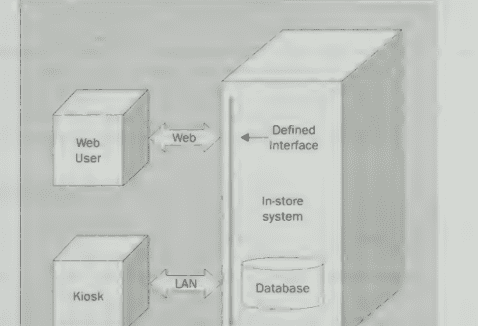 Web
User
Web
Defined
Interface
In-store
system
Kiosk
LAN
Database